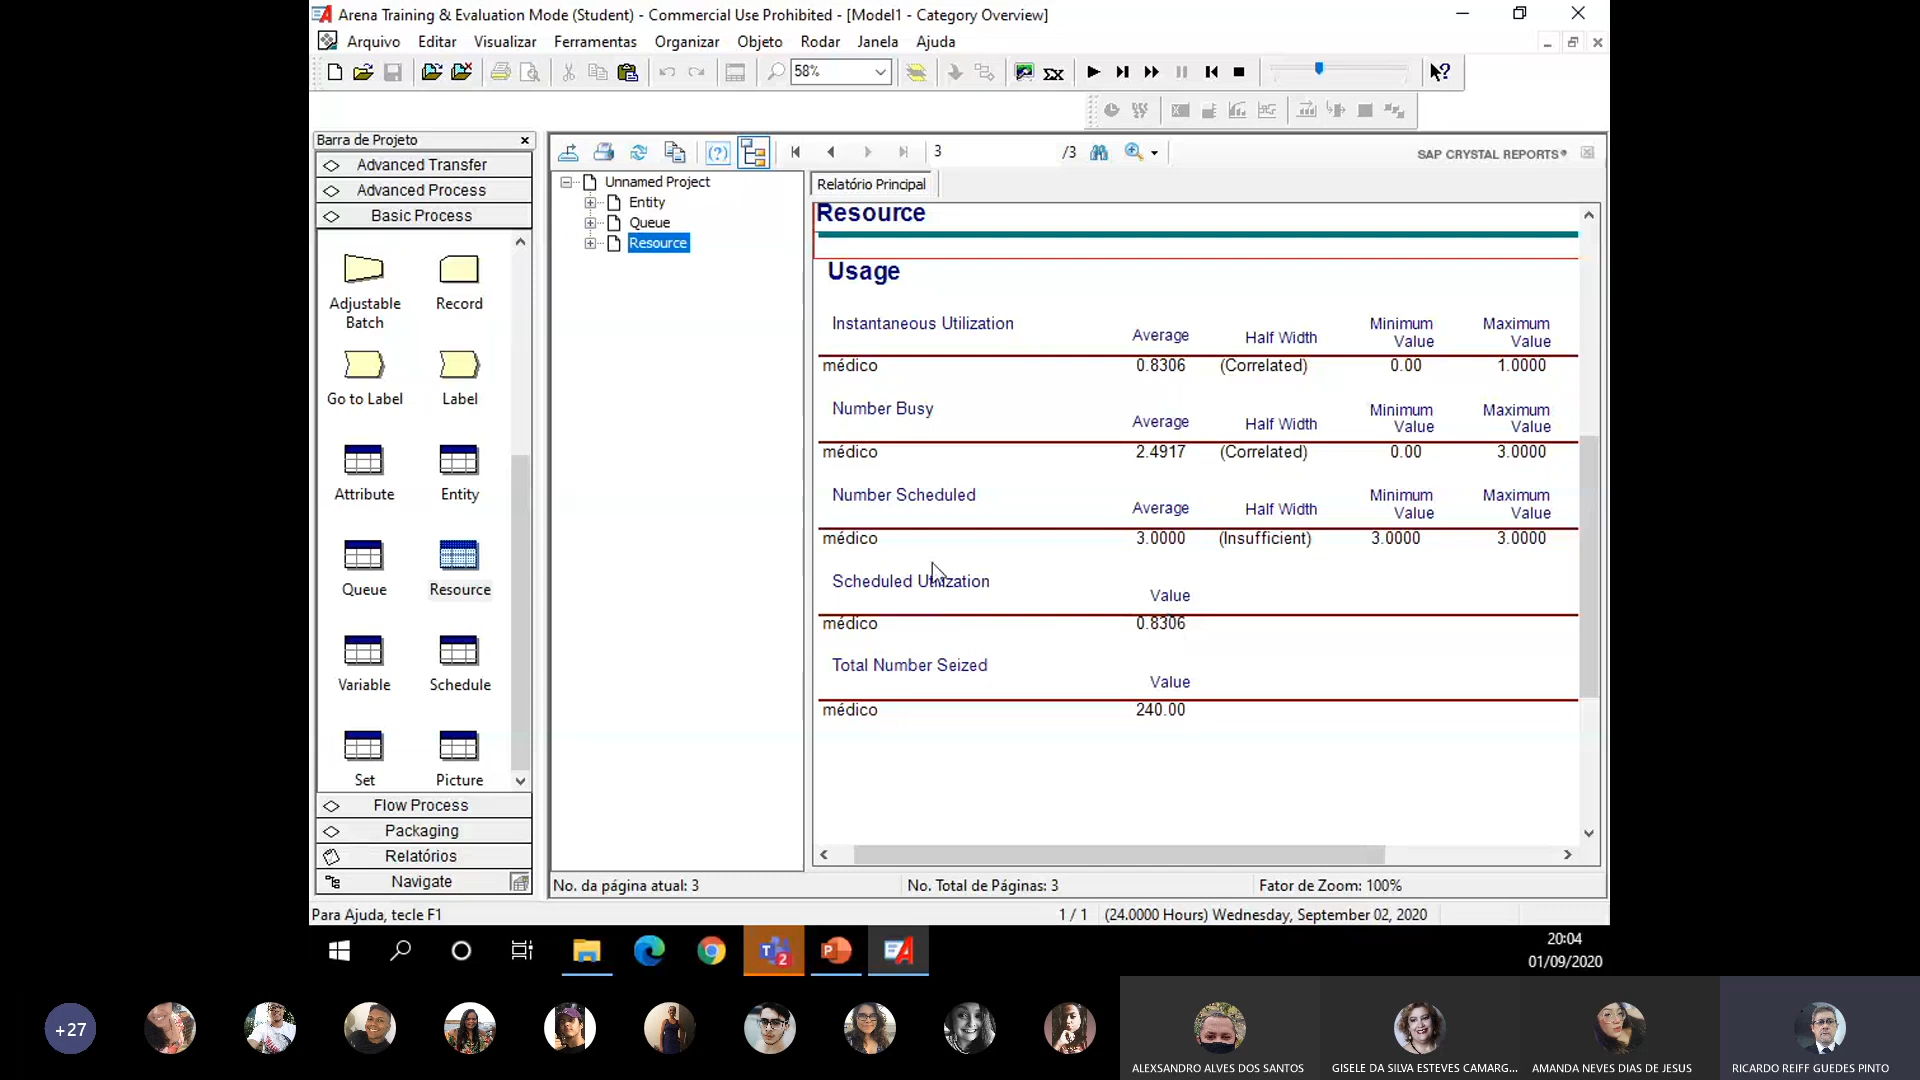 Arena Training & Evaluation Mode (Student) - Commercial Use Prohibited - [Model1 - Category Overview]
Arquivo Editar Visualizar Ferramentas Organizar Objeto Rodar Janela Ajuda
58%
Barra de Projeto
Advanced Transfer
Advanced Process
Basic Process
Adjustable Batch
Record
Go to Label
Label
Attribute
Entity
Queue
Resource
Variable
Schedule
Set
Picture
Flow Process
Packaging
Relatórios
Navigate
3 /3
SAP CRYSTAL REPORTS®
Unnamed Project
Entity
Queue
Resource
Relatório Principal
Resource
Usage
Instantaneous Utilization Average Half Width Minimum Value Maximum Value
médico 0.8306 (Correlated) 0.00 1.0000
Number Busy Average Half Width Minimum Value Maximum Value
médico 2.4917 (Correlated) 0.00 3.0000
Number Scheduled Average Half Width Minimum Value Maximum Value
médico 3.0000 (Insufficient) 3.0000 3.0000
Scheduled Utilization Value
médico 0.8306
Total Number Seized Value
médico 240.00
No. da página atual: 3 No. Total de Páginas: 3 Fator de Zoom: 100%
Para Ajuda, tecle F1 1 / 1 (24.0000 Hours) Wednesday, September 02, 2020
20:04
01/09/2020
+27
ALEXSANDRO ALVES DOS SANTOS
GISELE DA SILVA ESTEVES CAMARG...
AMANDA NEVES DIAS DE JESUS
RICARDO REIFF GUEDES PINTO